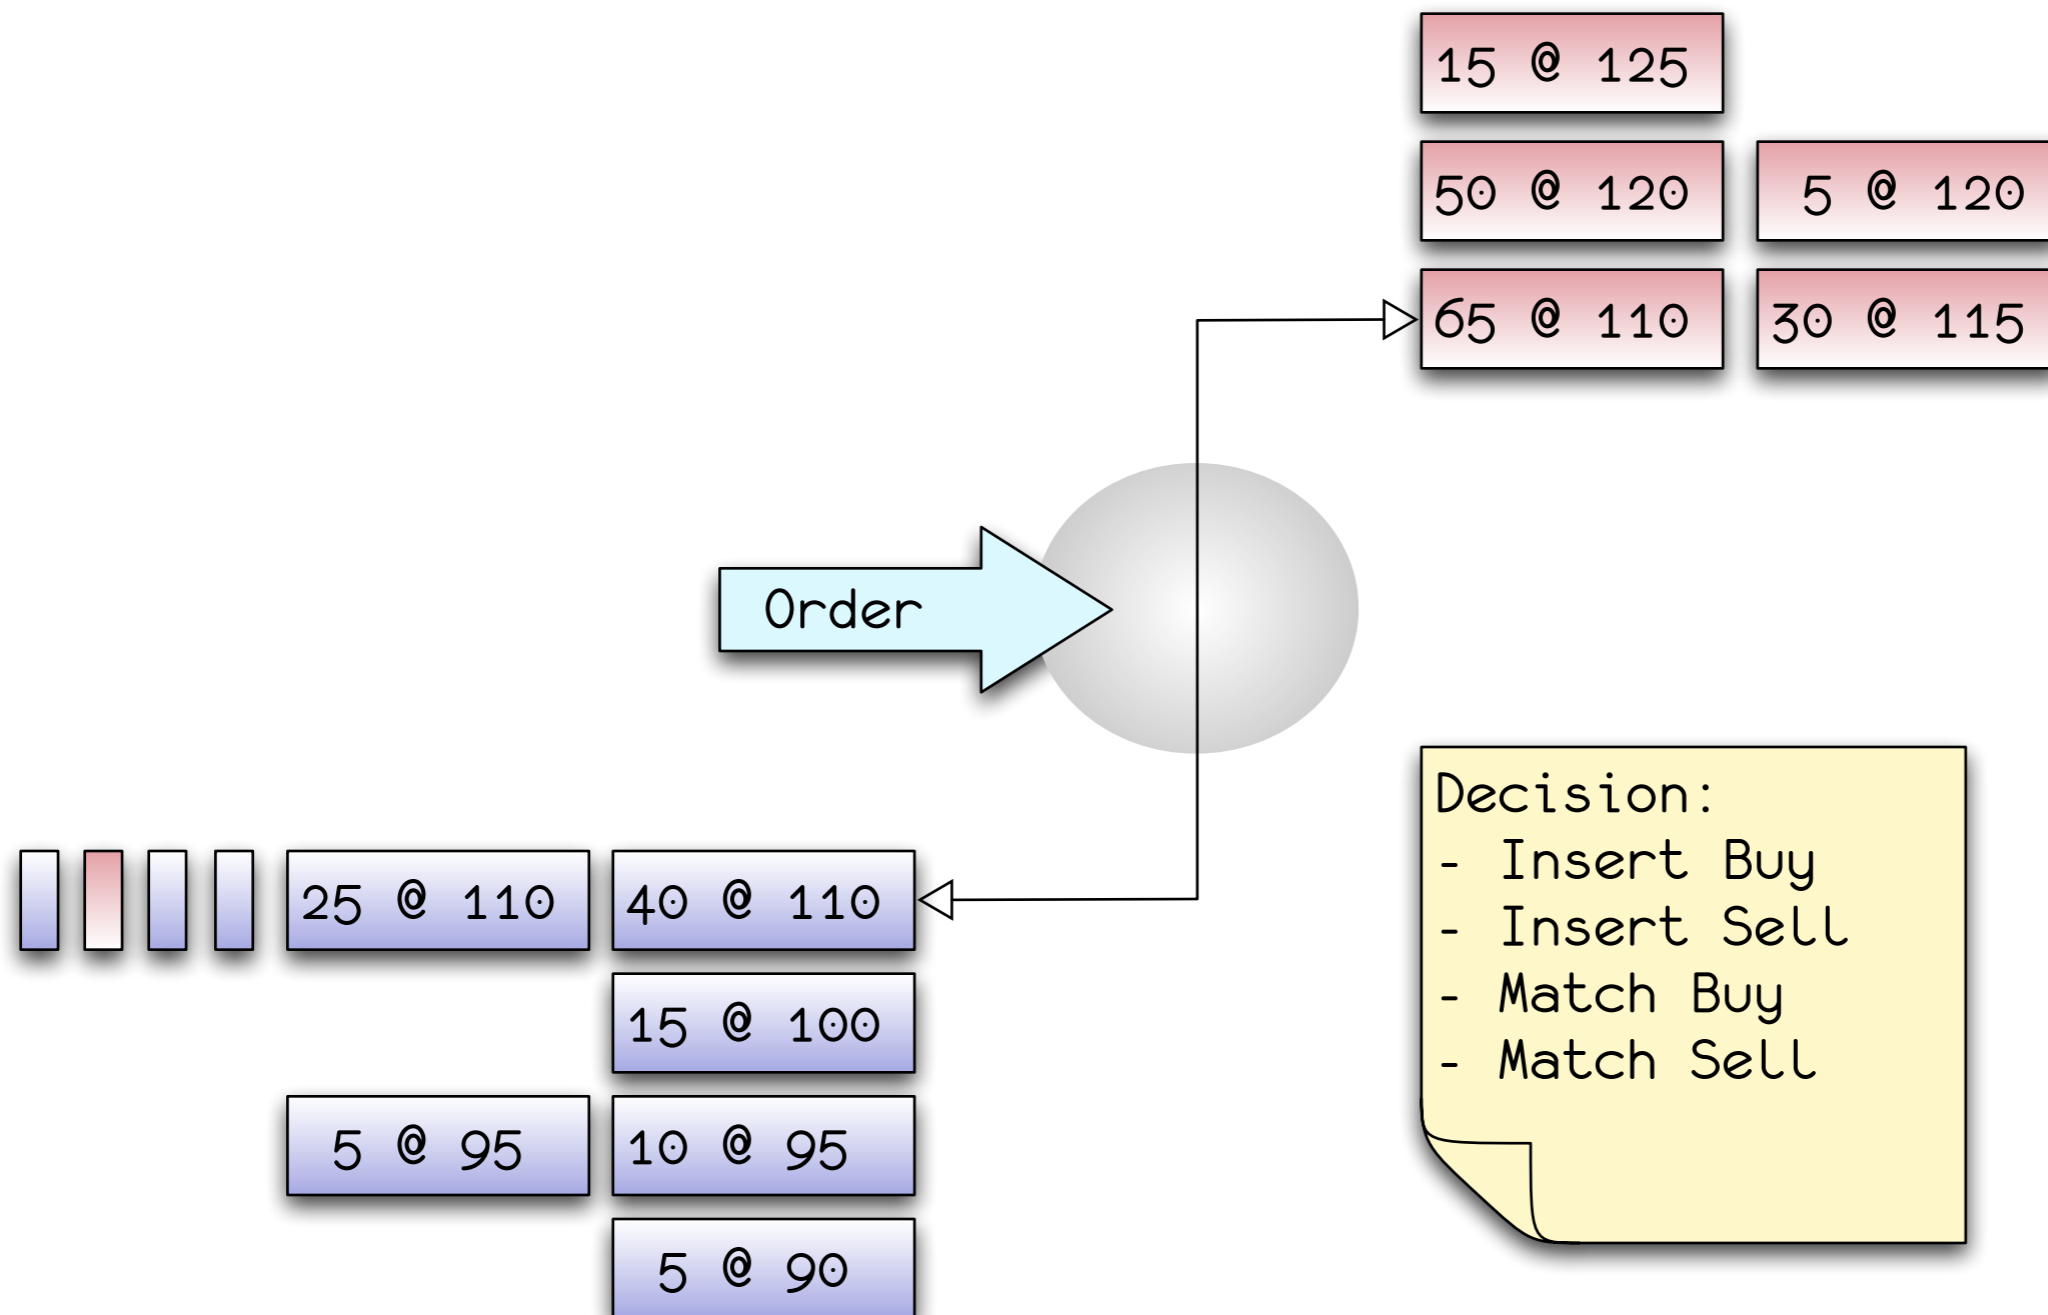 15 @ 125
50 @ 120
5 @ 120
65 @ 110
30 @ 115
Order
Decision:
- Insert Buy
- Insert Sell
- Match Buy
- Match Sell
25 @ 110
40 @ 110
15 @ 100
5 @ 95
10 @ 95
5 @ 90